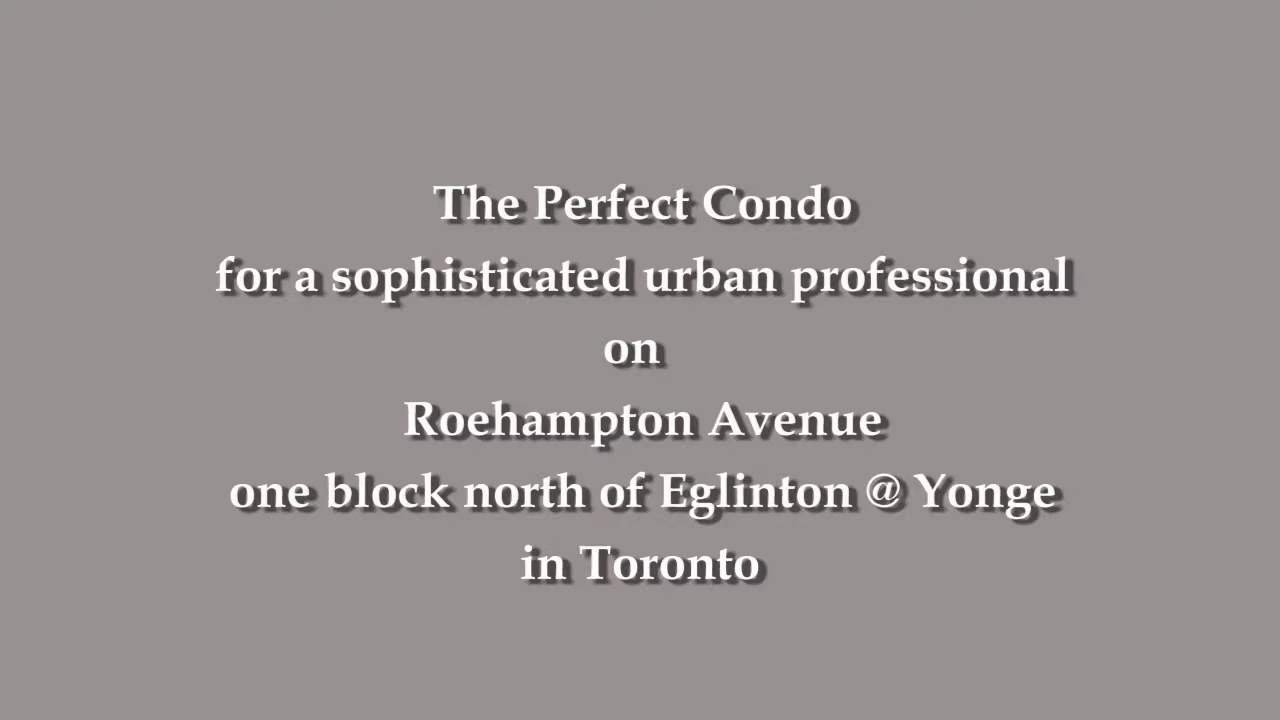 The Perfect Condo
for a sophisticated urban professional
on
Roehampton Avenue
one block north of Eglinton @ Yonge
in Toronto